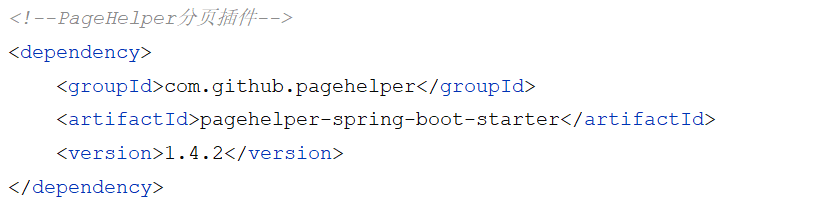 <!--PageHelper分页插件-->
<dependency>
    <groupId>com.github.pagehelper</groupId>
    <artifactId>pagehelper-spring-boot-starter</artifactId>
    <version>1.4.2</version>
</dependency>